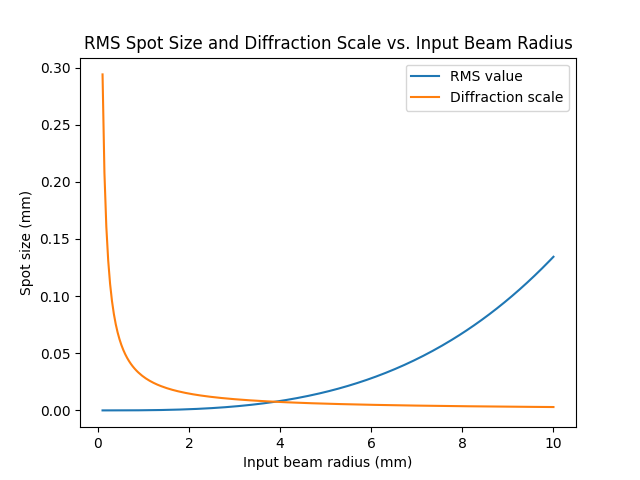 RMS Spot Size and Diffraction Scale vs. Input Beam Radius
RMS value
Diffraction scale
0.30
0.25
0.20
0.15
0.10
0.05
0.00
Spot size (mm)
0 2 4 6 8 10
Input beam radius (mm)